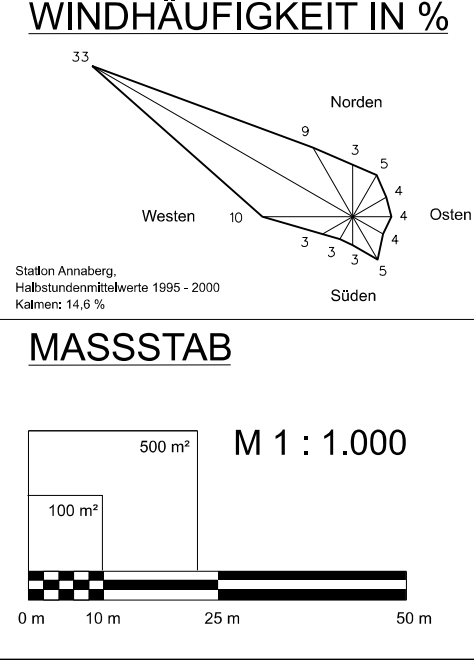 WINDHÄUFIGKEIT IN %
33
Norden
9
3
5
4
Westen
10
4
Osten
3
3
3
4
5
Station Annaberg,
Halbstundenmittelwerte 1995 - 2000
Kalmen: 14,6 %
Süden
MASSSTAB
500 m²
M 1 : 1.000
100 m²
0 m 10 m 25 m 50 m